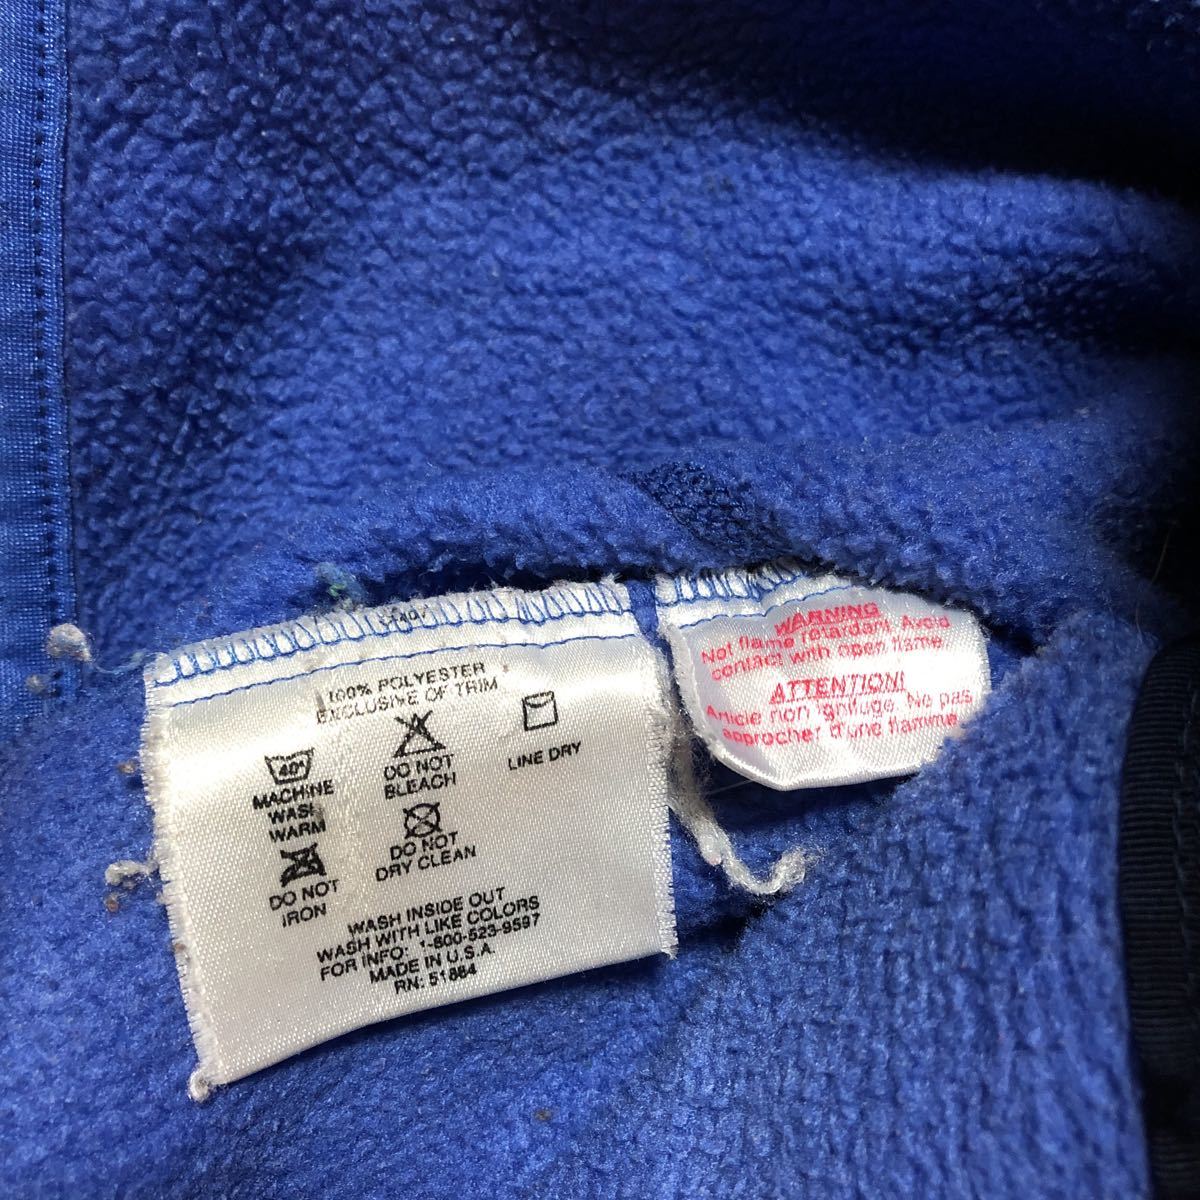 100% POLYESTER
EXCLUSIVE OF TRIM
40°
MACHINE
WASH
WARM
DO NOT
BLEACH
LINE DRY
DO NOT
IRON
DO NOT
DRY CLEAN
WASH INSIDE OUT
WASH WITH LIKE COLORS
FOR INFO: 1-800-523-9597
MADE IN U.S.A.
RN: 51884
WARNING
Not flame retardant. Avoid
contact with open flame
ATTENTION!
Article non ignifuge. Ne pas
approcher d'une flamme.